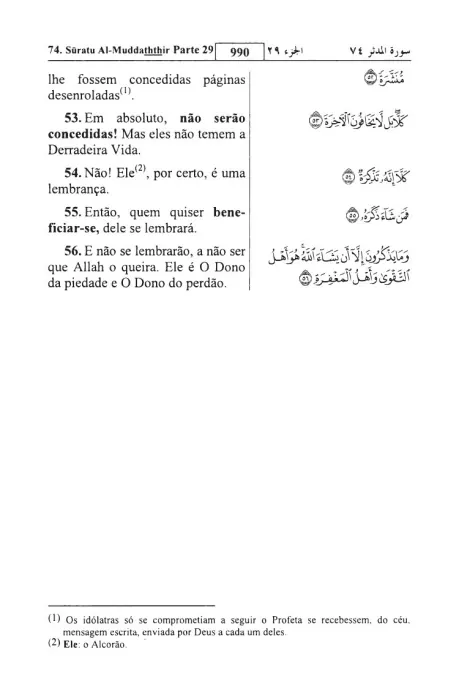 74. Sūratu Al-Muddaththir Parte 29 990 الجزء ٢٩ سورة المدثر ٧٤
lhe fossem concedidas páginas
desenroladas(1).
53. Em absoluto, não serão
concedidas! Mas eles não temem a
Derradeira Vida.
54. Não! Ele(2), por certo, é uma
lembrança.
55. Então, quem quiser bene-
ficiar-se, dele se lembrará.
56. E não se lembrarão, a não ser
que Allah o queira. Ele é O Dono
da piedade e O Dono do perdão.
مُّنَشَّرَةً ٥٢
كَلَّا بَل لَّا يَخَافُونَ ٱلْأَخِرَةَ ٥٣
كَلَّا إِنَّهُۥ تَذْكِرَةٌ ٥٤
فَمَن شَآءَ ذَكَرَهُۥ ٥٥
وَمَا يَذْكُرُونَ إِلَّآ أَن يَشَآءَ ٱللَّهُ هُوَ أَهْلُ
ٱلتَّقْوَىٰ وَأَهْلُ ٱلْمَغْفِرَةِ ٥٦
(1) Os idólatras só se comprometiam a seguir o Profeta se recebessem, do céu,
mensagem escrita, enviada por Deus a cada um deles.
(2) Ele: o Alcorão.